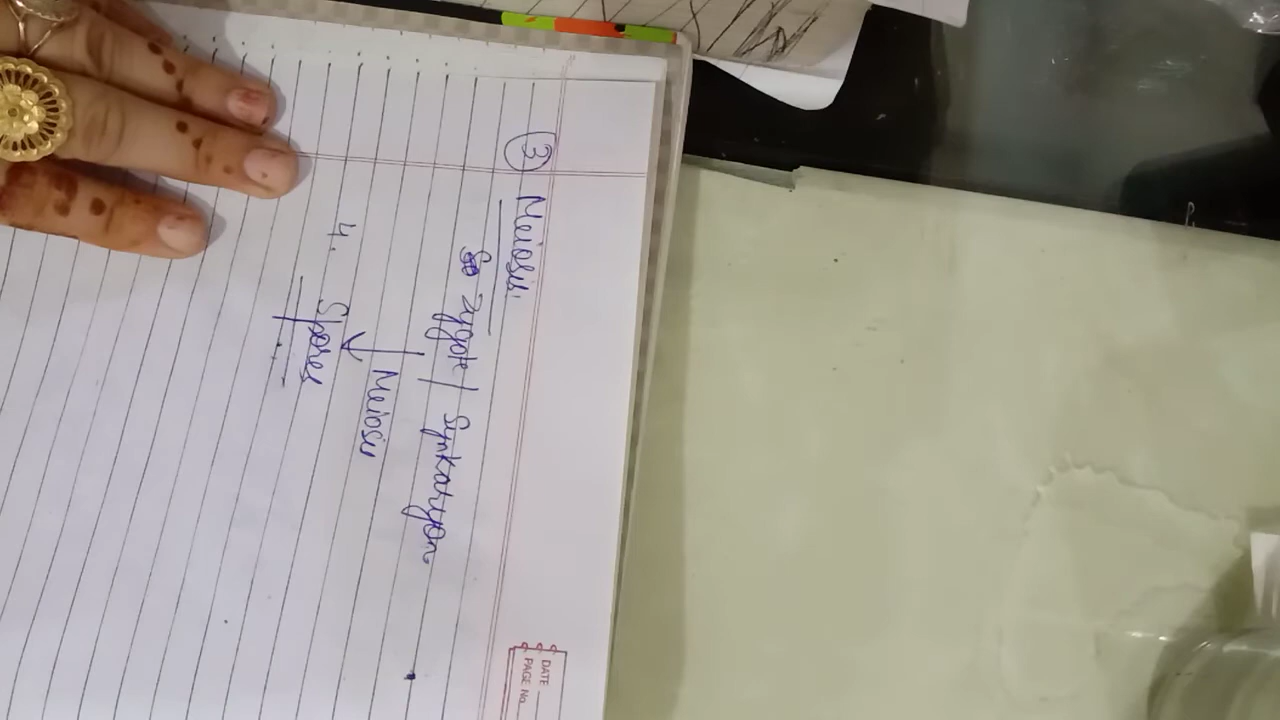 DATE
PAGE No.
③ Meiosis
Zygote / Synkaryon
Meiosis
4. Spores